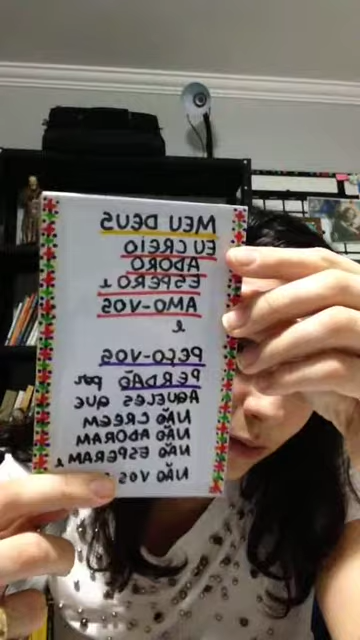 MEU DEUS
EU CREIO
ADORO
ESPERO e
AMO-VOS
e
PEÇO-VOS
PERDÃO por
AQUELES QUE
NÃO CREEM
NÃO ADORAM
NÃO ESPERAM e
NÃO VOS